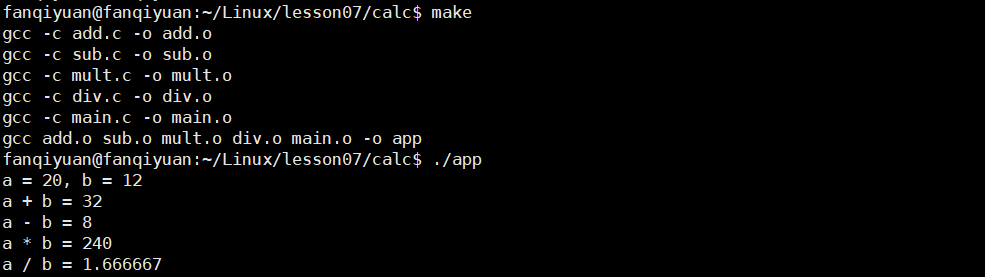 fanqiyuan@fanqiyuan:~/Linux/lesson07/calc$ make
gcc -c add.c -o add.o
gcc -c sub.c -o sub.o
gcc -c mult.c -o mult.o
gcc -c div.c -o div.o
gcc -c main.c -o main.o
gcc add.o sub.o mult.o div.o main.o -o app
fanqiyuan@fanqiyuan:~/Linux/lesson07/calc$ ./app
a = 20, b = 12
a + b = 32
a - b = 8
a * b = 240
a / b = 1.666667